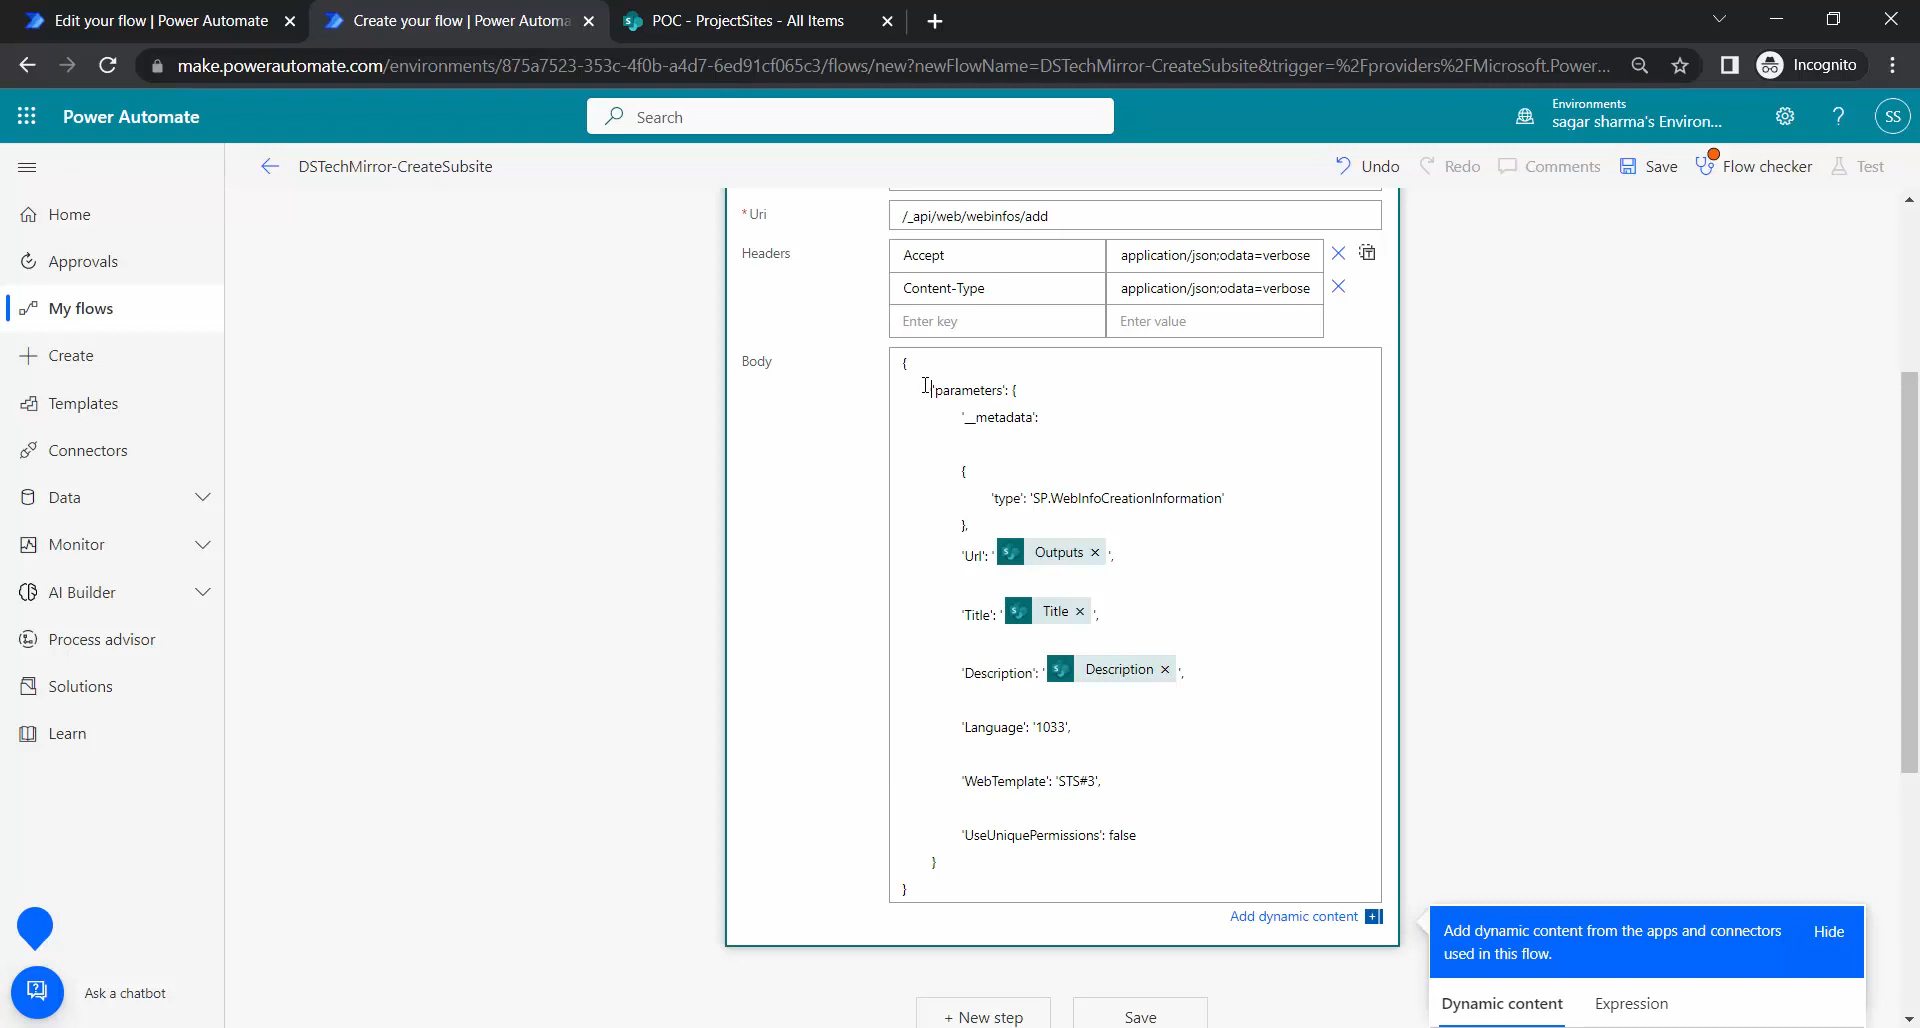 Edit your flow | Power Automate
Create your flow | Power Automa
POC - ProjectSites - All Items
make.powerautomate.com/environments/875a7523-353c-4f0b-a4d7-6ed91cf065c3/flows/new?newFlowName=DSTechMirror-CreateSubsite&trigger=%2Fproviders%2FMicrosoft.Power...
Incognito
Power Automate
Search
Environments
sagar sharma's Environ...
SS
DSTechMirror-CreateSubsite
Undo
Redo
Comments
Save
Flow checker
Test
Home
Approvals
My flows
Create
Templates
Connectors
Data
Monitor
AI Builder
Process advisor
Solutions
Learn
Ask a chatbot
* Uri
/_api/web/webinfos/add
Headers
Accept
application/json;odata=verbose
Content-Type
application/json;odata=verbose
Enter key
Enter value
Body
{
'parameters': {
'__metadata':
{
'type': 'SP.WebInfoCreationInformation'
},
'Url': ' Outputs × ',
'Title': ' Title × ',
'Description': ' Description × ',
'Language': '1033',
'WebTemplate': 'STS#3',
'UseUniquePermissions': false
}
}
Add dynamic content
+ New step
Save
Add dynamic content from the apps and connectors
used in this flow.
Hide
Dynamic content
Expression